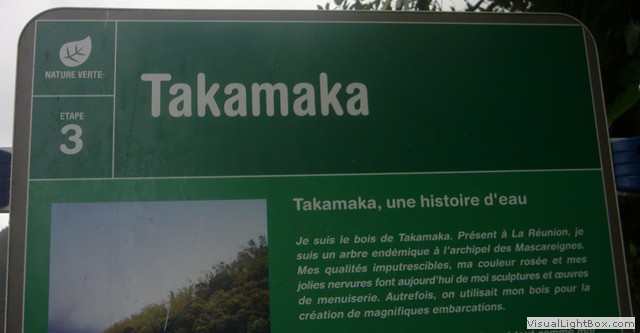 NATURE VERTE
ETAPE
3
Takamaka
Takamaka, une histoire d'eau
Je suis le bois de Takamaka. Présent à La Réunion, je
suis un arbre endémique à l'archipel des Mascareignes.
Mes qualités imputrescibles, ma couleur rosée et mes
jolies nervures font aujourd'hui de moi sculptures et œuvres
de menuiserie. Autrefois, on utilisait mon bois pour la
création de magnifiques embarcations.
VisualLightBox.com